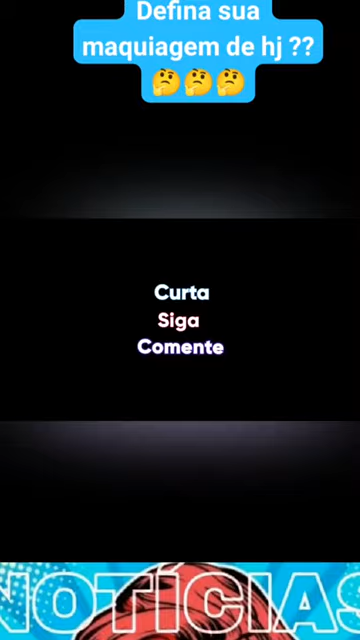 Defina sua
maquiagem de hj ??
🤔🤔🤔
Curta
Siga
Comente
NOTÍCIAS